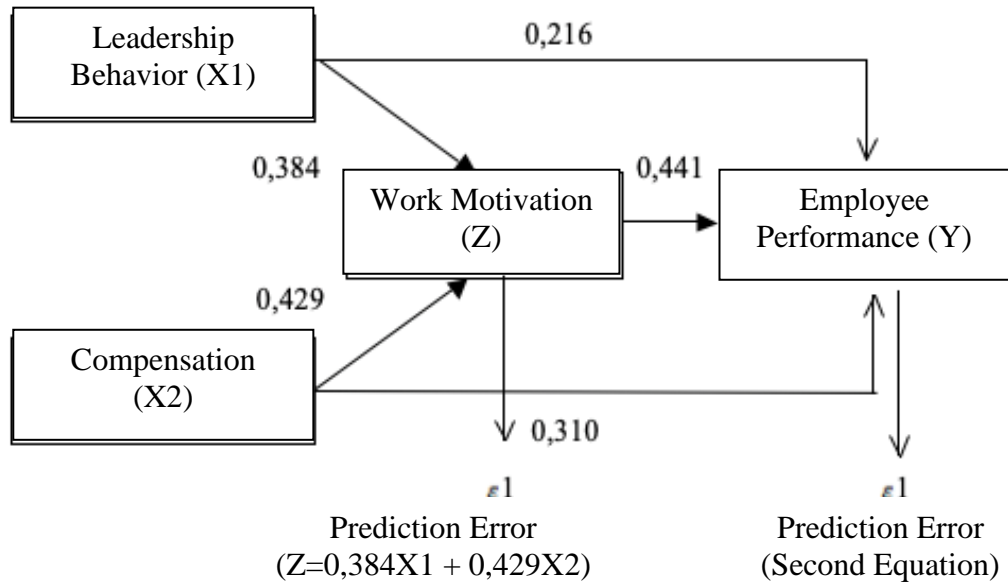 Leadership
Behavior (X1)
0,216
0,384
Work Motivation
(Z)
0,441
Employee
Performance (Y)
0,429
Compensation
(X2)
0,310
ε1
Prediction Error
(Z=0,384X1 + 0,429X2)
ε1
Prediction Error
(Second Equation)